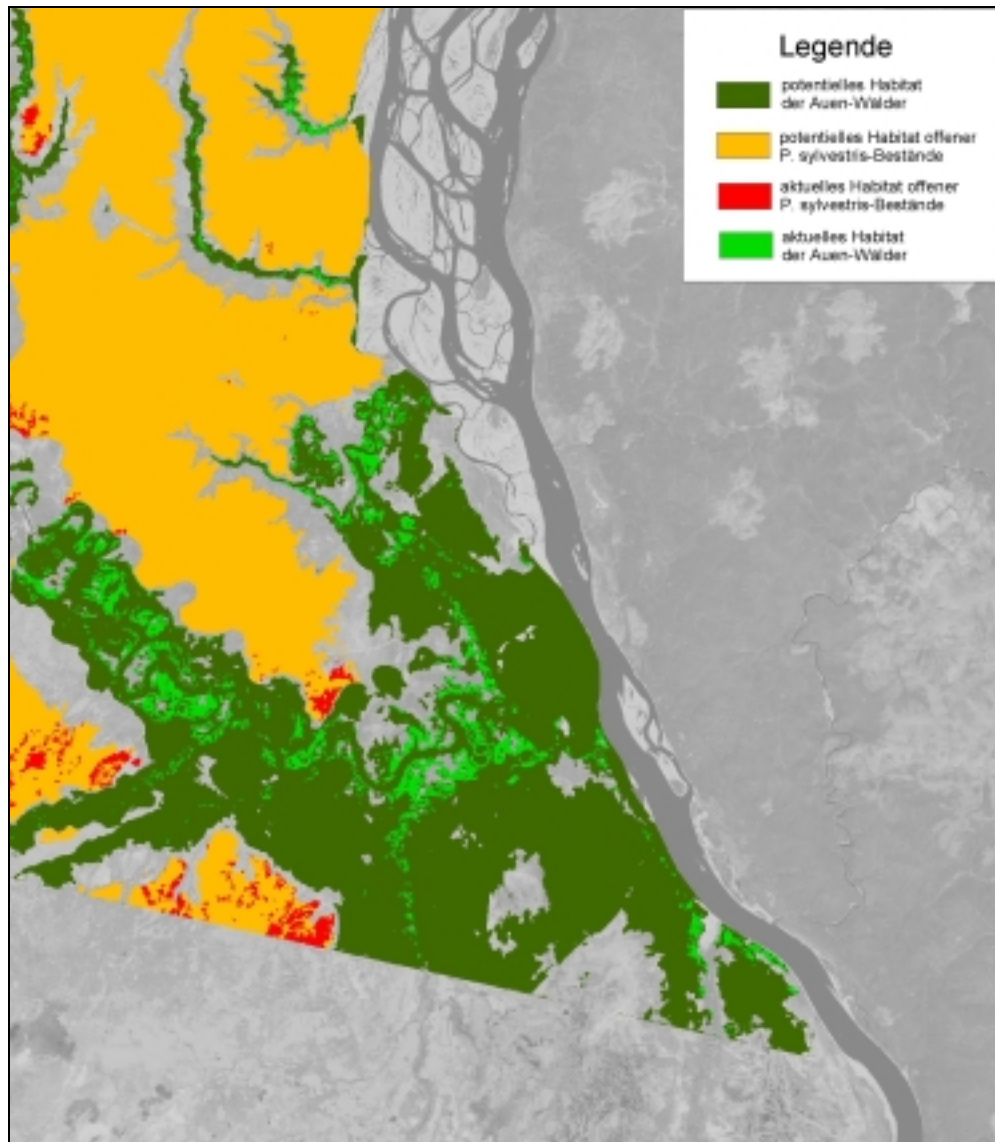 Legende
potentielles Habitat
der Auen-Wälder
potentielles Habitat offener
P. sylvestris-Bestände
aktuelles Habitat offener
P. sylvestris-Bestände
aktuelles Habitat
der Auen-Wälder